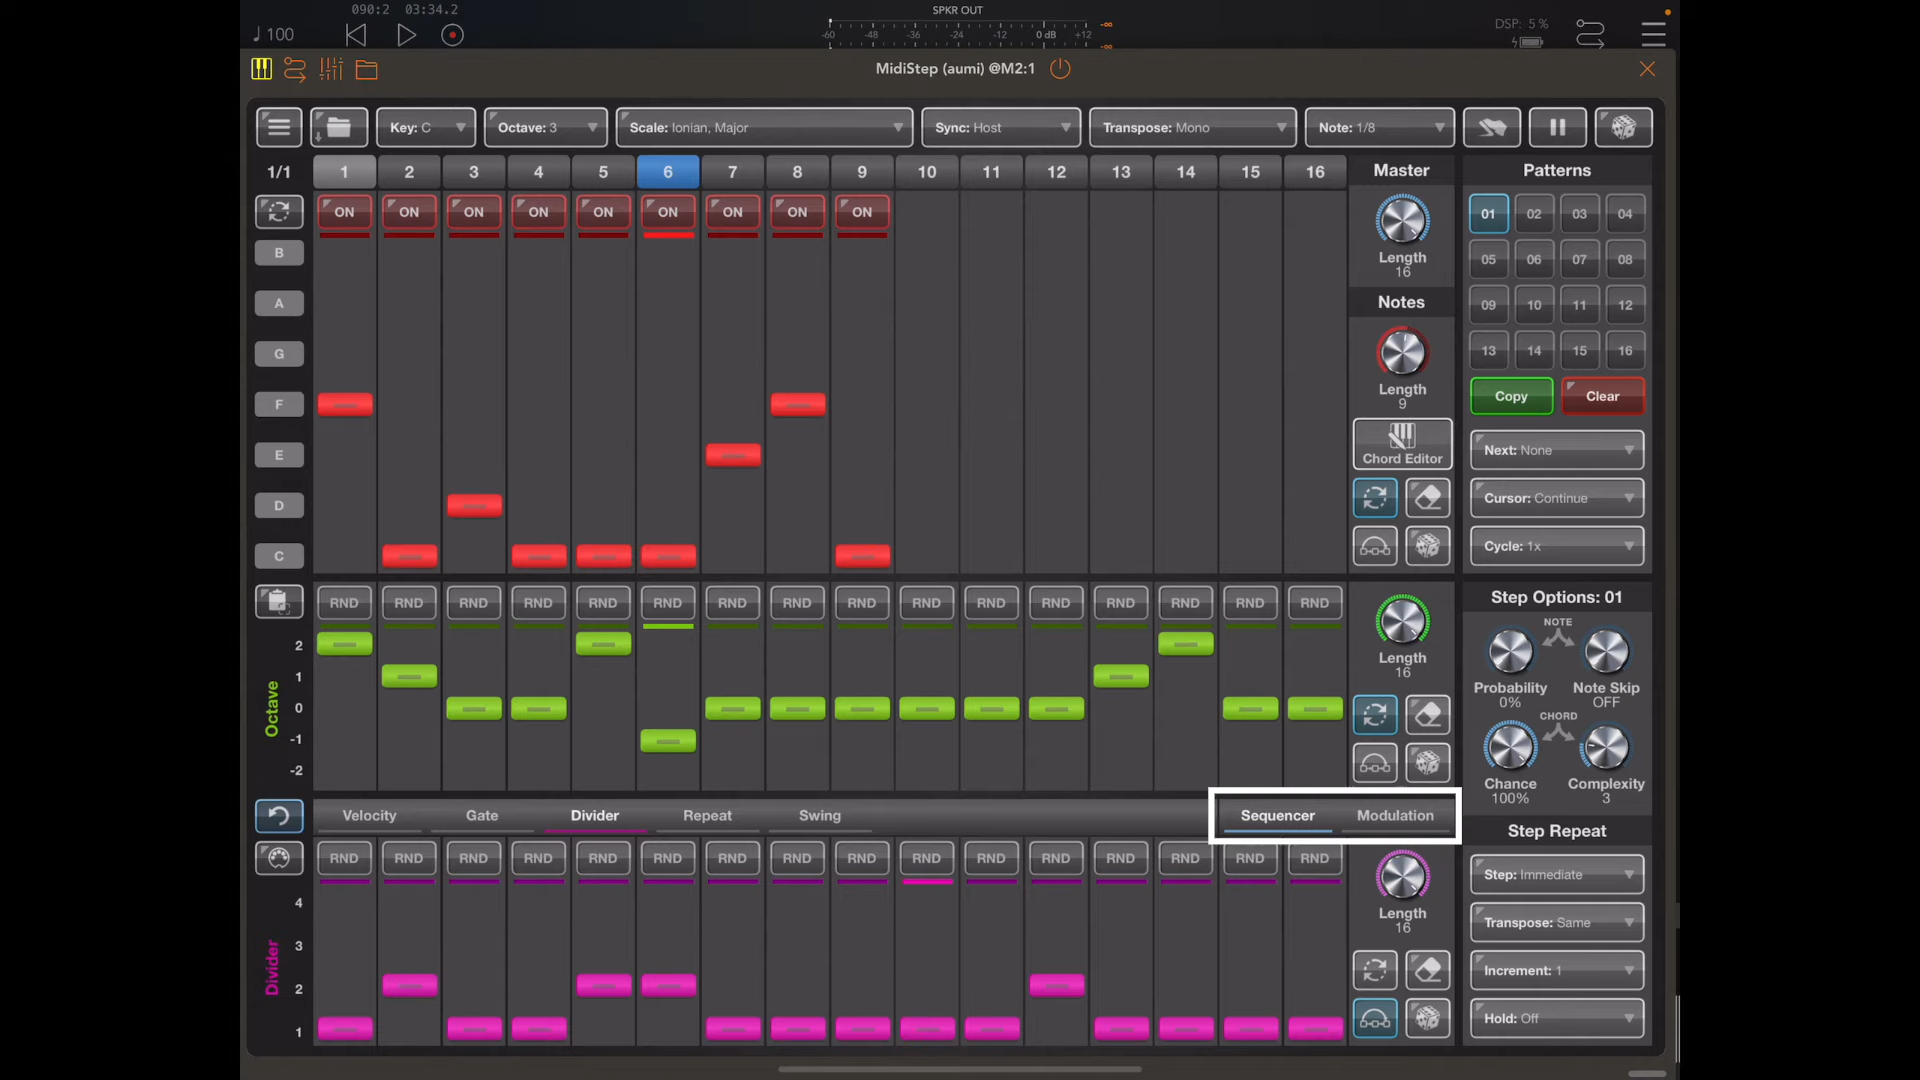 090:2 03:34.2
SPKR OUT
♩100
-60 -48 -36 -24 -12 0 dB +12
-∞
-∞
DSP: 5 %
MidiStep (aumi) @M2:1
Key: C
Octave: 3
Scale: Ionian, Major
Sync: Host
Transpose: Mono
Note: 1/8
1/1 1 2 3 4 5 6 7 8 9 10 11 12 13 14 15 16
Master
Patterns
ON ON ON ON ON ON ON ON ON
01 02 03 04
B
Length
16
05 06 07 08
A
Notes
09 10 11 12
G
13 14 15 16
F
Length
9
Copy Clear
E
Chord Editor
Next: None
D
Cursor: Continue
C
Cycle: 1x
RND RND RND RND RND RND RND RND RND RND RND RND RND RND RND RND
Step Options: 01
NOTE
2
1
0
-1
-2
Octave
Length
16
Probability
0%
Note Skip
OFF
CHORD
Chance
100%
Complexity
3
Velocity Gate Divider Repeat Swing
Sequencer Modulation
Step Repeat
RND RND RND RND RND RND RND RND RND RND RND RND RND RND RND RND
4
3
2
1
Divider
Length
16
Step: Immediate
Transpose: Same
Increment: 1
Hold: Off